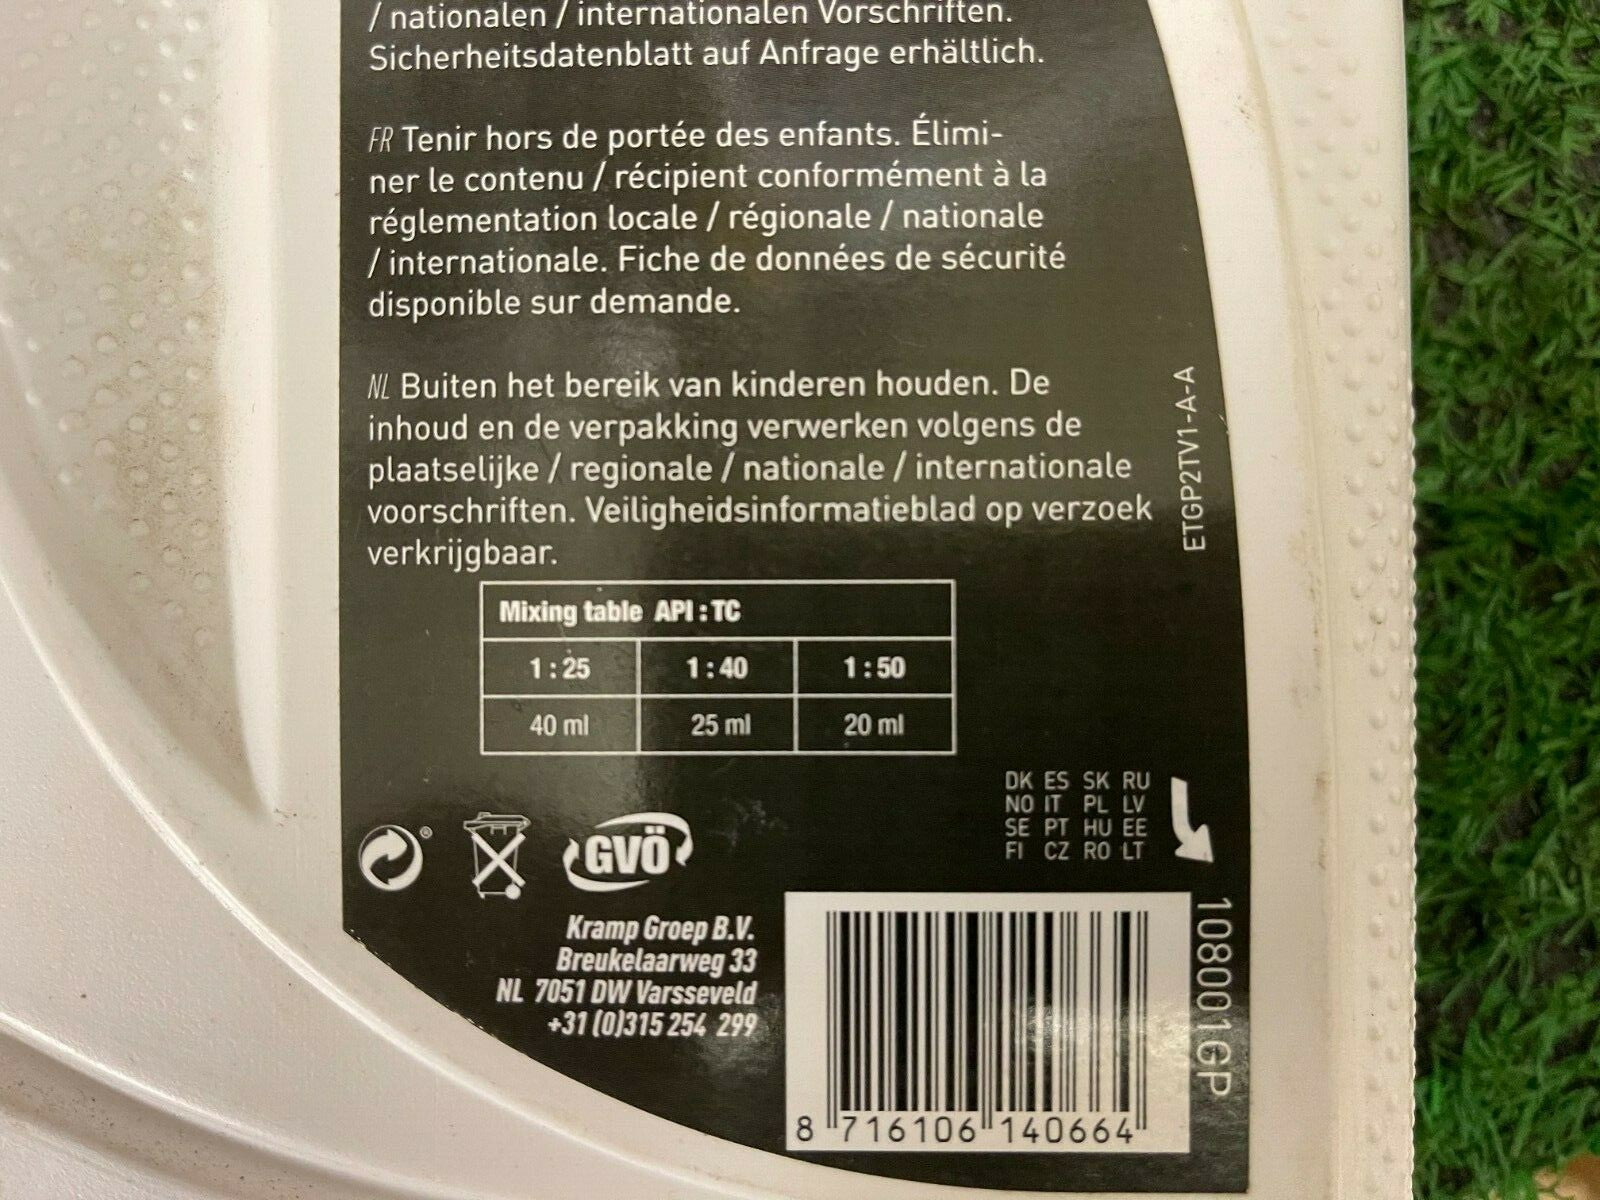 / nationalen / internationalen Vorschriften.
Sicherheitsdatenblatt auf Anfrage erhältlich.
FR Tenir hors de portée des enfants. Élimi-
ner le contenu / récipient conformément à la
réglementation locale / régionale / nationale
/ internationale. Fiche de données de sécurité
disponible sur demande.
NL Buiten het bereik van kinderen houden. De
inhoud en de verpakking verwerken volgens de
plaatselijke / regionale / nationale / internationale
voorschriften. Veiligheidsinformatieblad op verzoek
verkrijgbaar.
ETGP2TV1-A-A
Mixing table API : TC
1 : 25 1 : 40 1 : 50
40 ml 25 ml 20 ml
DK ES SK RU
NO IT PL LV
SE PT HU EE
FI CZ RO LT
®
GVÖ
Kramp Groep B.V.
Breukelaarweg 33
NL 7051 DW Varsseveld
+31 (0)315 254 299
108001GP
8 716106 140664